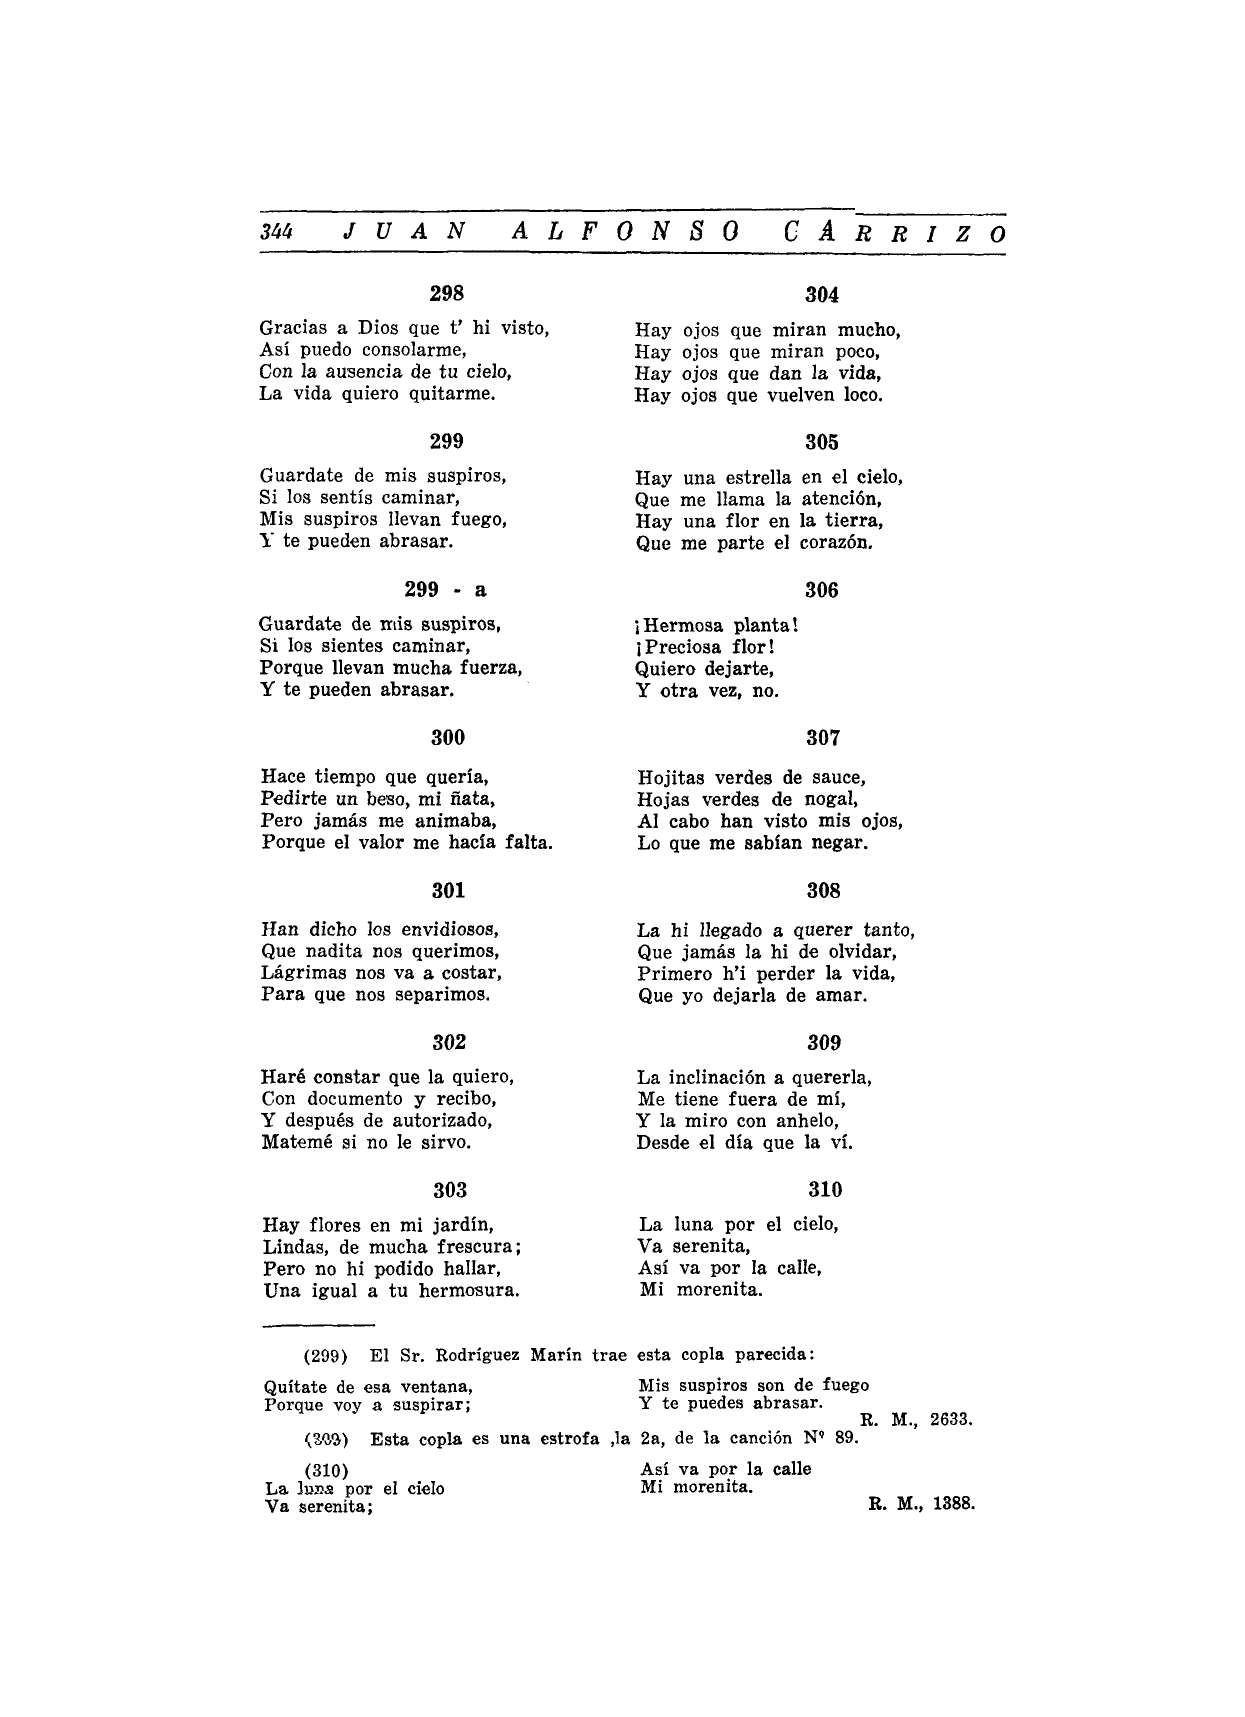 344 JUAN ALFONSO CARRIZO
298
Gracias a Dios que t' hi visto,
Así puedo consolarme,
Con la ausencia de tu cielo,
La vida quiero quitarme.
299
Guardate de mis suspiros,
Si los sentís caminar,
Mis suspiros llevan fuego,
Y te pueden abrasar.
299 - a
Guardate de mis suspiros,
Si los sientes caminar,
Porque llevan mucha fuerza,
Y te pueden abrasar.
300
Hace tiempo que quería,
Pedirte un beso, mi ñata,
Pero jamás me animaba,
Porque el valor me hacía falta.
301
Han dicho los envidiosos,
Que nadita nos querimos,
Lágrimas nos va a costar,
Para que nos separimos.
302
Haré constar que la quiero,
Con documento y recibo,
Y después de autorizado,
Matemé si no le sirvo.
303
Hay flores en mi jardín,
Lindas, de mucha frescura;
Pero no hi podido hallar,
Una igual a tu hermosura.
304
Hay ojos que miran mucho,
Hay ojos que miran poco,
Hay ojos que dan la vida,
Hay ojos que vuelven loco.
305
Hay una estrella en el cielo,
Que me llama la atención,
Hay una flor en la tierra,
Que me parte el corazón.
306
¡Hermosa planta!
¡Preciosa flor!
Quiero dejarte,
Y otra vez, no.
307
Hojitas verdes de sauce,
Hojas verdes de nogal,
Al cabo han visto mis ojos,
Lo que me sabían negar.
308
La hi llegado a querer tanto,
Que jamás la hi de olvidar,
Primero h'i perder la vida,
Que yo dejarla de amar.
309
La inclinación a quererla,
Me tiene fuera de mí,
Y la miro con anhelo,
Desde el día que la ví.
310
La luna por el cielo,
Va serenita,
Así va por la calle,
Mi morenita.
(299) El Sr. Rodríguez Marín trae esta copla parecida:
Quítate de esa ventana,
Porque voy a suspirar;
Mis suspiros son de fuego
Y te puedes abrasar.
R. M., 2633.
(303) Esta copla es una estrofa ,la 2a, de la canción Nº 89.
(310)
La luna por el cielo
Va serenita;
Así va por la calle
Mi morenita.
R. M., 1388.